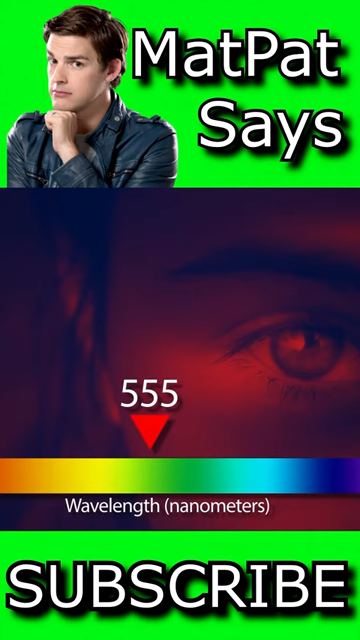 MatPat
Says
555
Wavelength (nanometers)
SUBSCRIBE